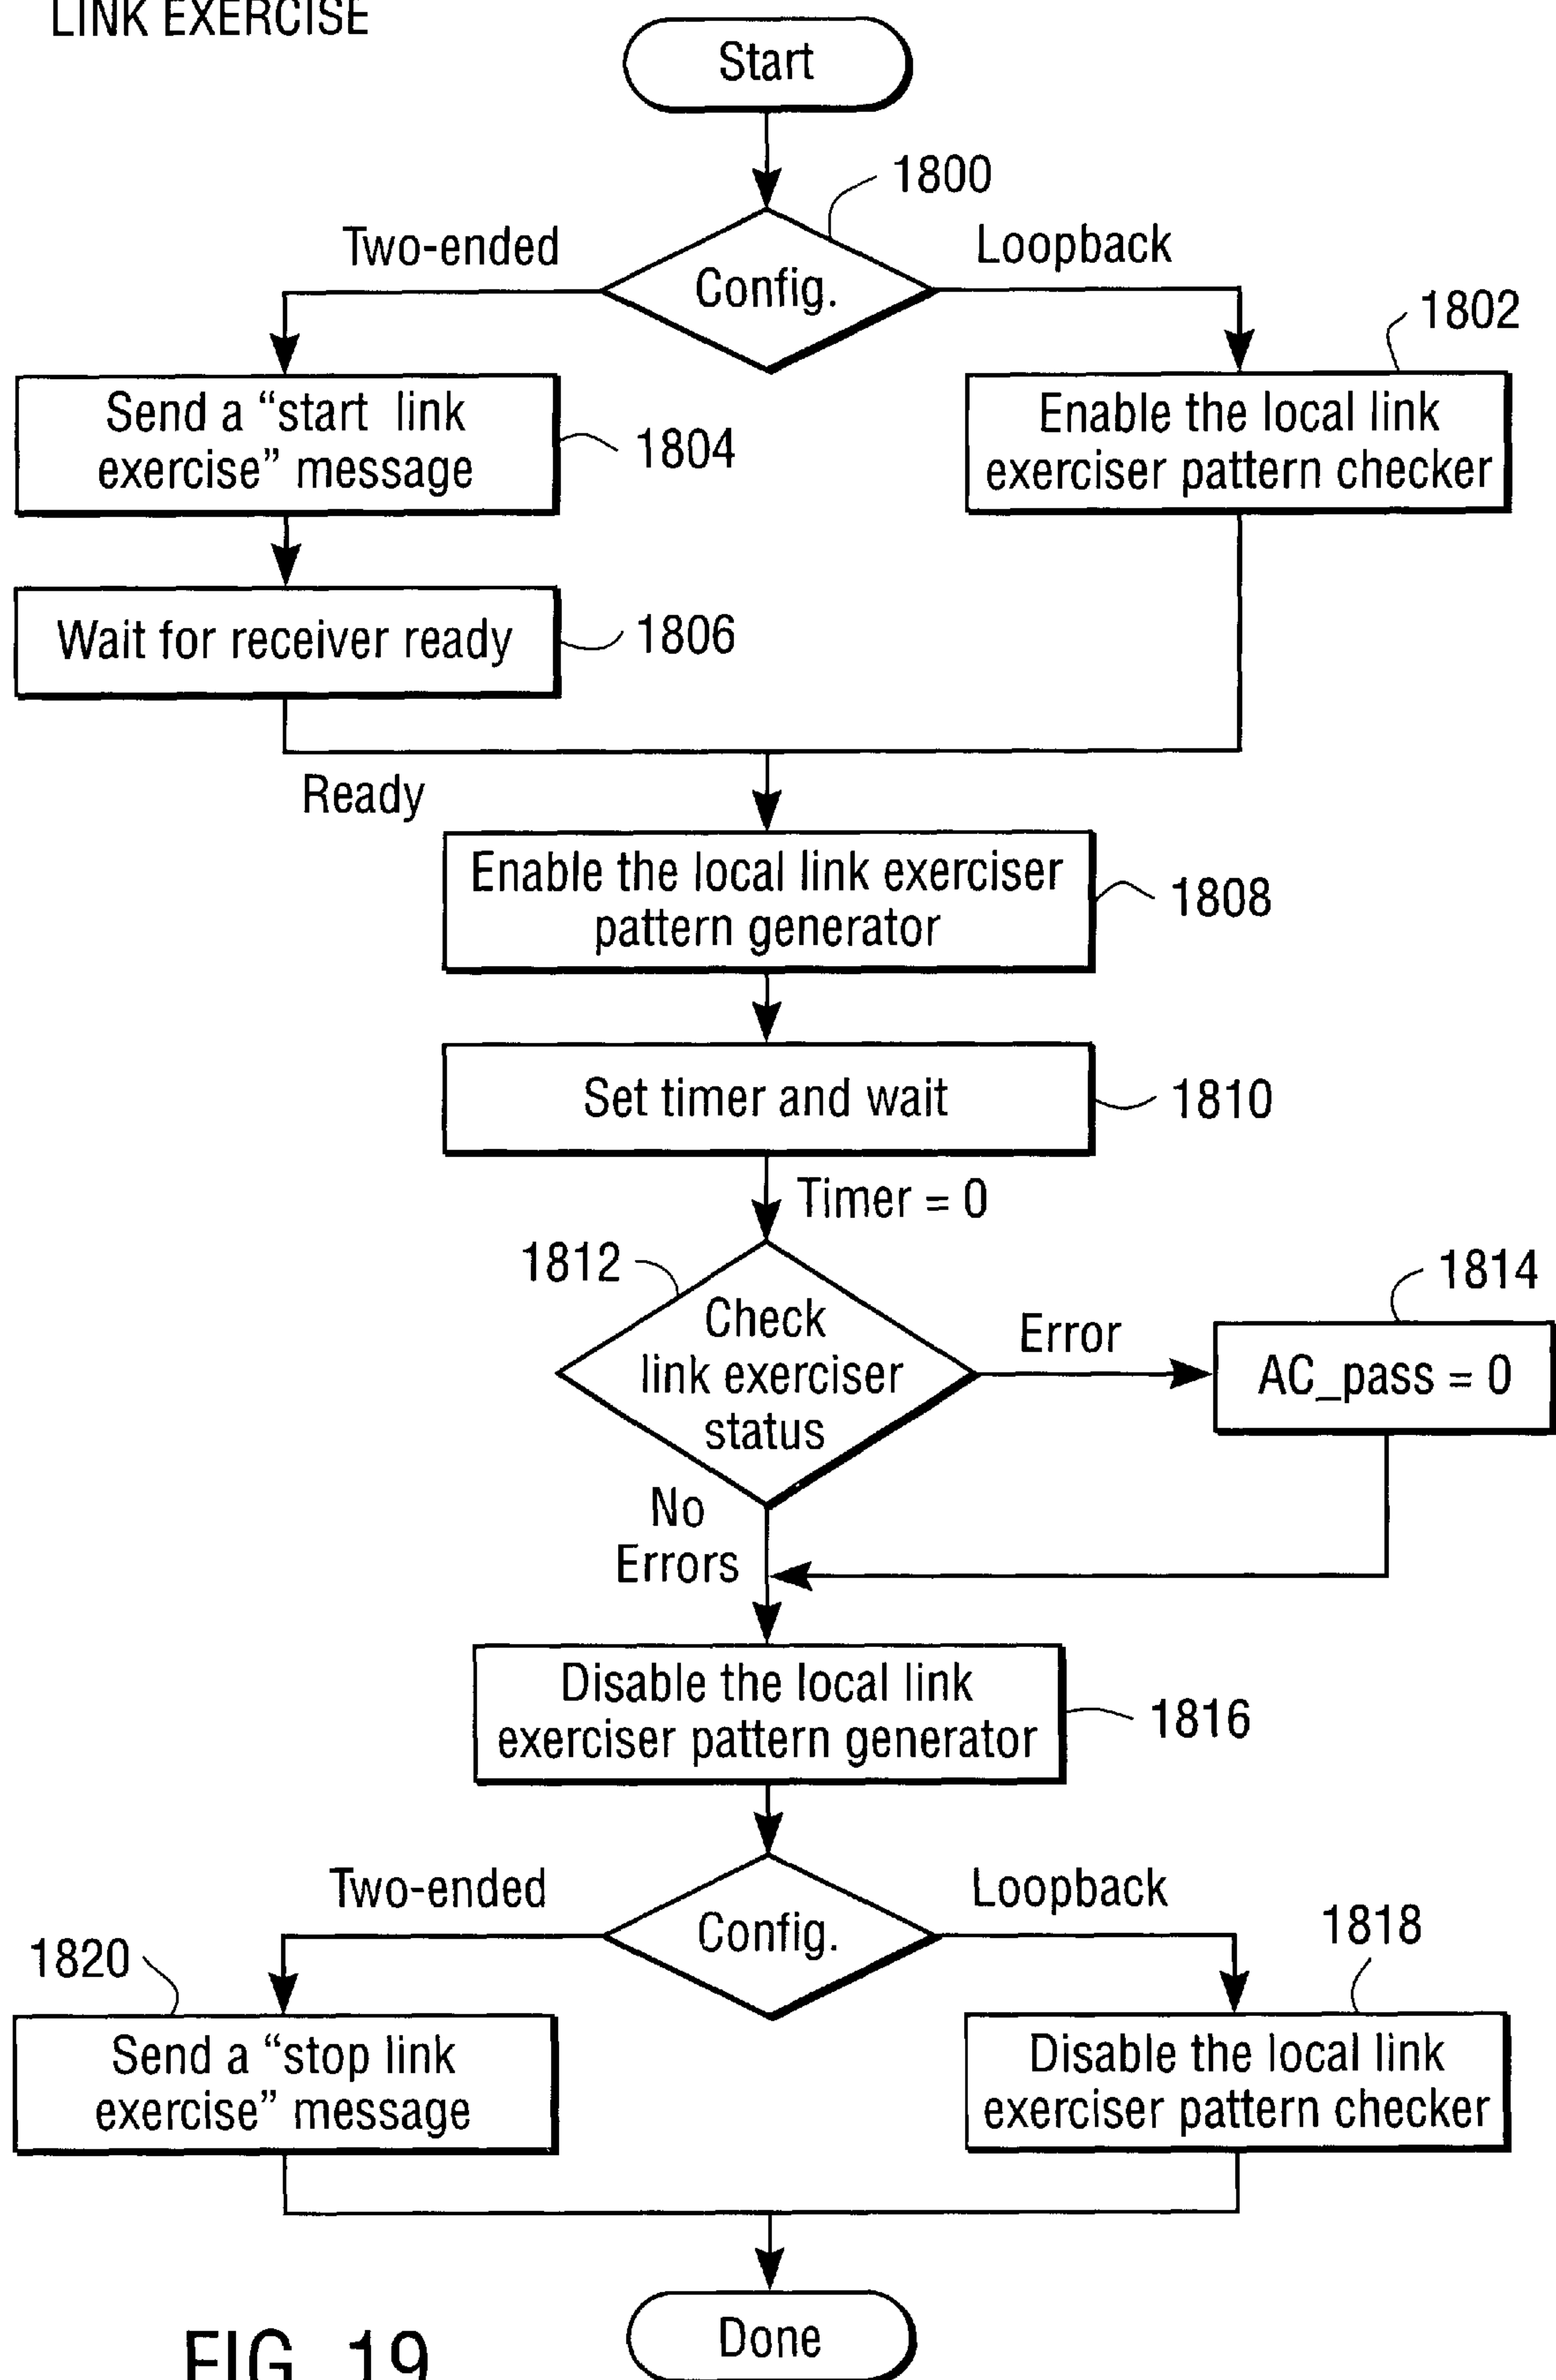 LINK EXERCISE
Start
1800
Two-ended
Config.
Loopback
1802
Send a “start link
exercise” message
1804
Enable the local link
exerciser pattern checker
Wait for receiver ready
1806
Ready
Enable the local link exerciser
pattern generator
1808
Set timer and wait
1810
Timer = 0
1812
Check
link exerciser
status
Error
1814
AC_pass = 0
No
Errors
Disable the local link
exerciser pattern generator
1816
Two-ended
Config.
Loopback
1820
1818
Send a “stop link
exercise” message
Disable the local link
exerciser pattern checker
Done
FIG. 19